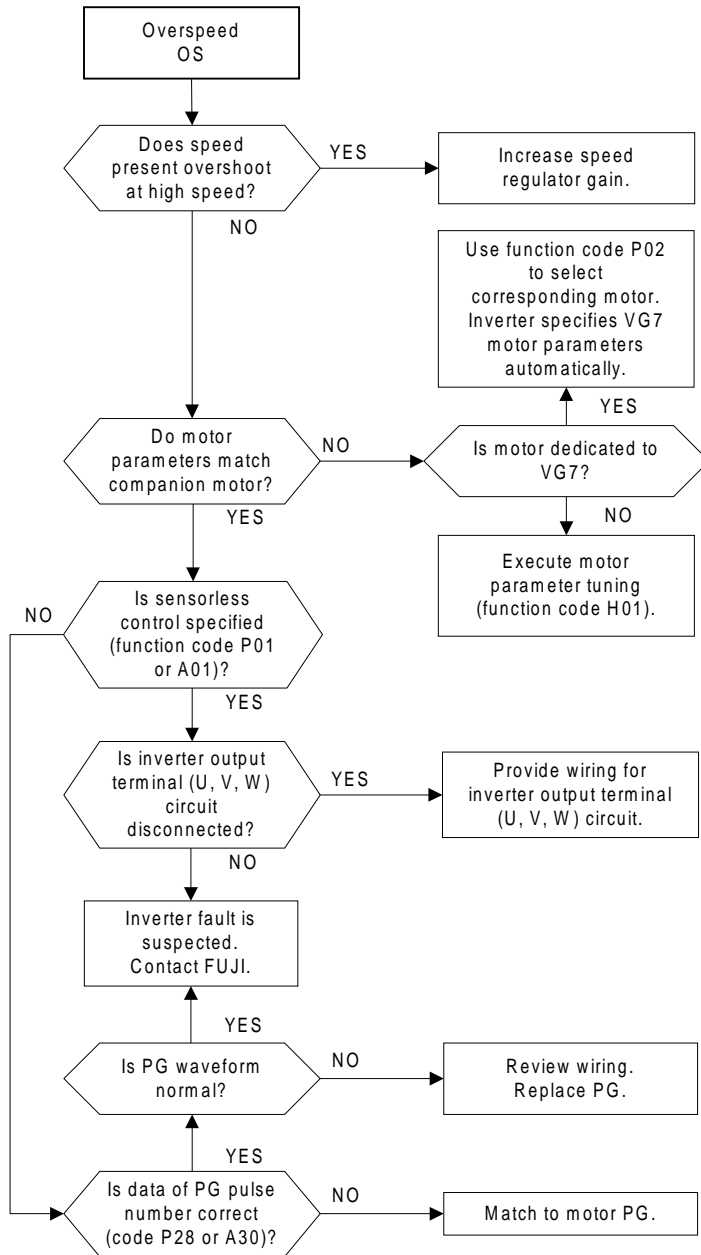 Overspeed
OS
Does speed
present overshoot
at high speed?
YES
Increase speed
regulator gain.
NO
Use function code P02
to select
corresponding motor.
Inverter specifies VG7
motor parameters
automatically.
YES
Do motor
parameters match
companion motor?
NO
Is motor dedicated to
VG7?
YES
NO
Execute motor
parameter tuning
(function code H01).
Is sensorless
control specified
(function code P01
or A01)?
NO
YES
Is inverter output
terminal (U, V, W)
circuit
disconnected?
YES
Provide wiring for
inverter output terminal
(U, V, W) circuit.
NO
Inverter fault is
suspected.
Contact FUJI.
YES
Is PG waveform
normal?
NO
Review wiring.
Replace PG.
YES
Is data of PG pulse
number correct
(code P28 or A30)?
NO
Match to motor PG.